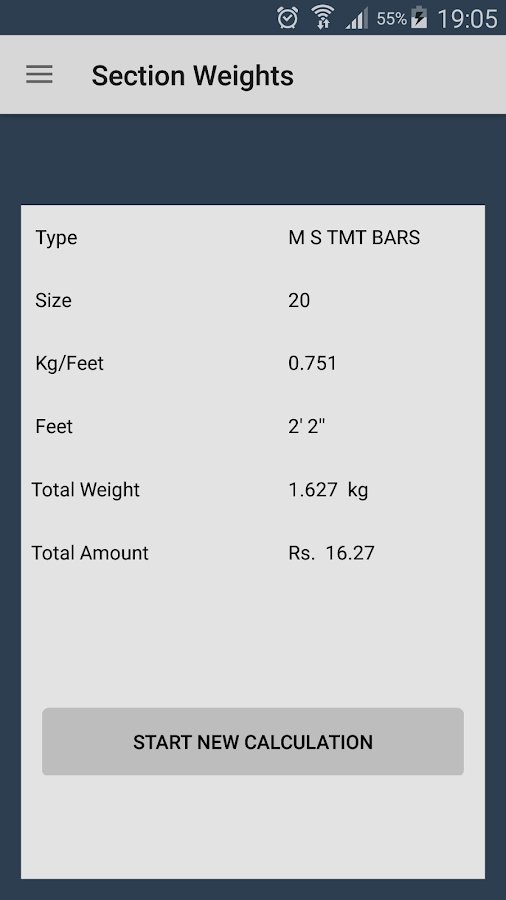 55% 19:05
Section Weights
Type M S TMT BARS
Size 20
Kg/Feet 0.751
Feet 2' 2"
Total Weight 1.627 kg
Total Amount Rs. 16.27
START NEW CALCULATION